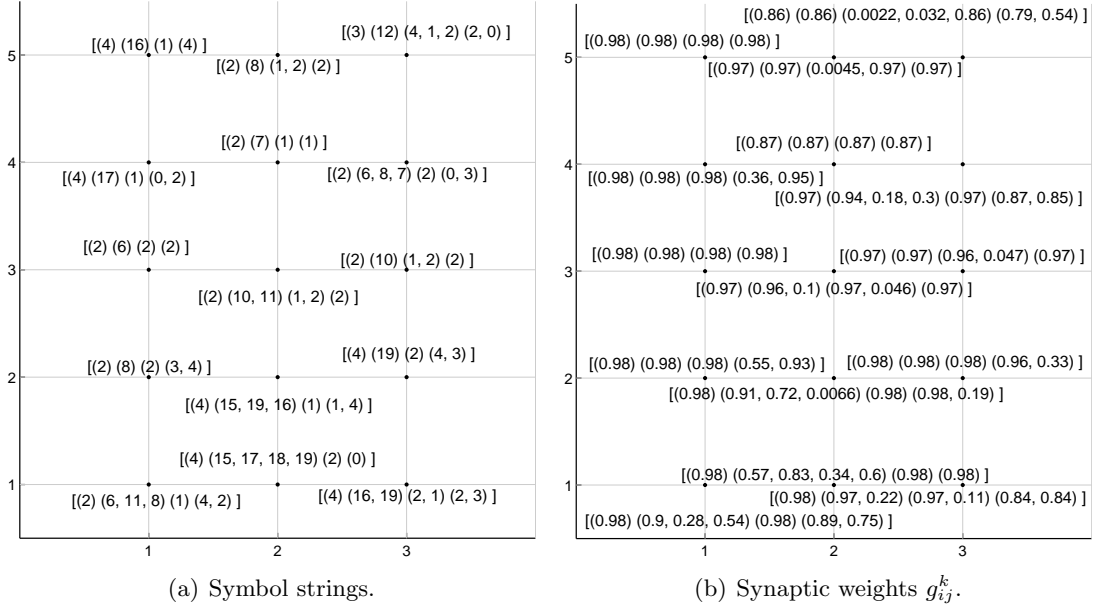 [(3) (12) (4, 1, 2) (2, 0) ]
[(4) (16) (1) (4) ]
5
[(2) (8) (1, 2) (2) ]
[(2) (7) (1) (1) ]
4
[(4) (17) (1) (0, 2) ]
[(2) (6, 8, 7) (2) (0, 3) ]
[(2) (6) (2) (2) ]
[(2) (10) (1, 2) (2) ]
3
[(2) (10, 11) (1, 2) (2) ]
[(4) (19) (2) (4, 3) ]
[(2) (8) (2) (3, 4) ]
2
[(4) (15, 19, 16) (1) (1, 4) ]
[(4) (15, 17, 18, 19) (2) (0) ]
1
[(2) (6, 11, 8) (1) (4, 2) ]
[(4) (16, 19) (2, 1) (2, 3) ]
1 2 3
(a) Symbol strings.
[(0.86) (0.86) (0.0022, 0.032, 0.86) (0.79, 0.54) ]
[(0.98) (0.98) (0.98) (0.98) ]
5
[(0.97) (0.97) (0.0045, 0.97) (0.97) ]
[(0.87) (0.87) (0.87) (0.87) ]
4
[(0.98) (0.98) (0.98) (0.36, 0.95) ]
[(0.97) (0.94, 0.18, 0.3) (0.97) (0.87, 0.85) ]
[(0.98) (0.98) (0.98) (0.98) ]
[(0.97) (0.97) (0.96, 0.047) (0.97) ]
3
[(0.97) (0.96, 0.1) (0.97, 0.046) (0.97) ]
[(0.98) (0.98) (0.98) (0.55, 0.93) ]
[(0.98) (0.98) (0.98) (0.96, 0.33) ]
2
[(0.98) (0.91, 0.72, 0.0066) (0.98) (0.98, 0.19) ]
[(0.98) (0.57, 0.83, 0.34, 0.6) (0.98) (0.98) ]
1
[(0.98) (0.97, 0.22) (0.97, 0.11) (0.84, 0.84) ]
[(0.98) (0.9, 0.28, 0.54) (0.98) (0.89, 0.75) ]
1 2 3
(b) Synaptic weights $g_{ij}^{k}$.